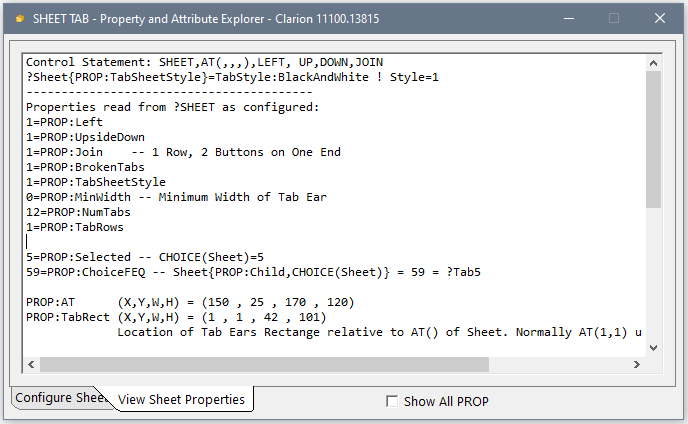 SHEET TAB - Property and Attribute Explorer - Clarion 11100.13815
Control Statement: SHEET,AT(,,,),LEFT, UP,DOWN,JOIN
?Sheet{PROP:TabSheetStyle}=TabStyle:BlackAndWhite ! Style=1
-----------------------------------------
Properties read from ?SHEET as configured:
1=PROP:Left
1=PROP:UpsideDown
1=PROP:Join    -- 1 Row, 2 Buttons on One End
1=PROP:BrokenTabs
1=PROP:TabSheetStyle
0=PROP:MinWidth -- Minimum Width of Tab Ear
12=PROP:NumTabs
1=PROP:TabRows
5=PROP:Selected -- CHOICE(Sheet)=5
59=PROP:ChoiceFEQ -- Sheet{PROP:Child,CHOICE(Sheet)} = 59 = ?Tab5
PROP:AT      (X,Y,W,H) = (150 , 25 , 170 , 120)
PROP:TabRect (X,Y,W,H) = (1 , 1 , 42 , 101)
Location of Tab Ears Rectange relative to AT() of Sheet. Normally AT(1,1) u
Configure Shee
View Sheet Properties
Show All PROP